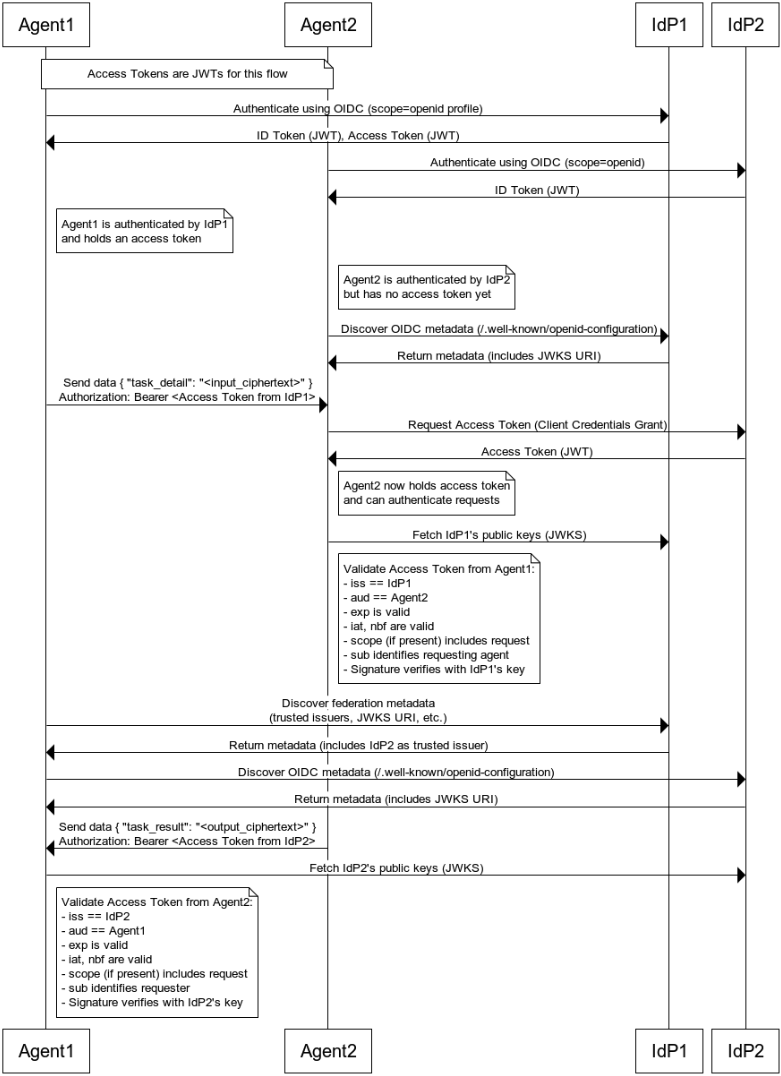 Agent1
Agent2
IdP1
IdP2
Access Tokens are JWTs for this flow
Authenticate using OIDC (scope=openid profile)
ID Token (JWT), Access Token (JWT)
Authenticate using OIDC (scope=openid)
ID Token (JWT)
Agent1 is authenticated by IdP1
and holds an access token
Agent2 is authenticated by IdP2
but has no access token yet
Discover OIDC metadata (/.well-known/openid-configuration)
Return metadata (includes JWKS URI)
Send data { "task_detail": "<input_ciphertext>" }
Authorization: Bearer <Access Token from IdP1>
Request Access Token (Client Credentials Grant)
Access Token (JWT)
Agent2 now holds access token
and can authenticate requests
Fetch IdP1's public keys (JWKS)
Validate Access Token from Agent1:
- iss == IdP1
- aud == Agent2
- exp is valid
- iat, nbf are valid
- scope (if present) includes request
- sub identifies requesting agent
- Signature verifies with IdP1's key
Discover federation metadata
(trusted issuers, JWKS URI, etc.)
Return metadata (includes IdP2 as trusted issuer)
Discover OIDC metadata (/.well-known/openid-configuration)
Return metadata (includes JWKS URI)
Send data { "task_result": "<output_ciphertext>" }
Authorization: Bearer <Access Token from IdP2>
Fetch IdP2's public keys (JWKS)
Validate Access Token from Agent2:
- iss == IdP2
- aud == Agent1
- exp is valid
- iat, nbf are valid
- scope (if present) includes request
- sub identifies requester
- Signature verifies with IdP2's key
Agent1
Agent2
IdP1
IdP2